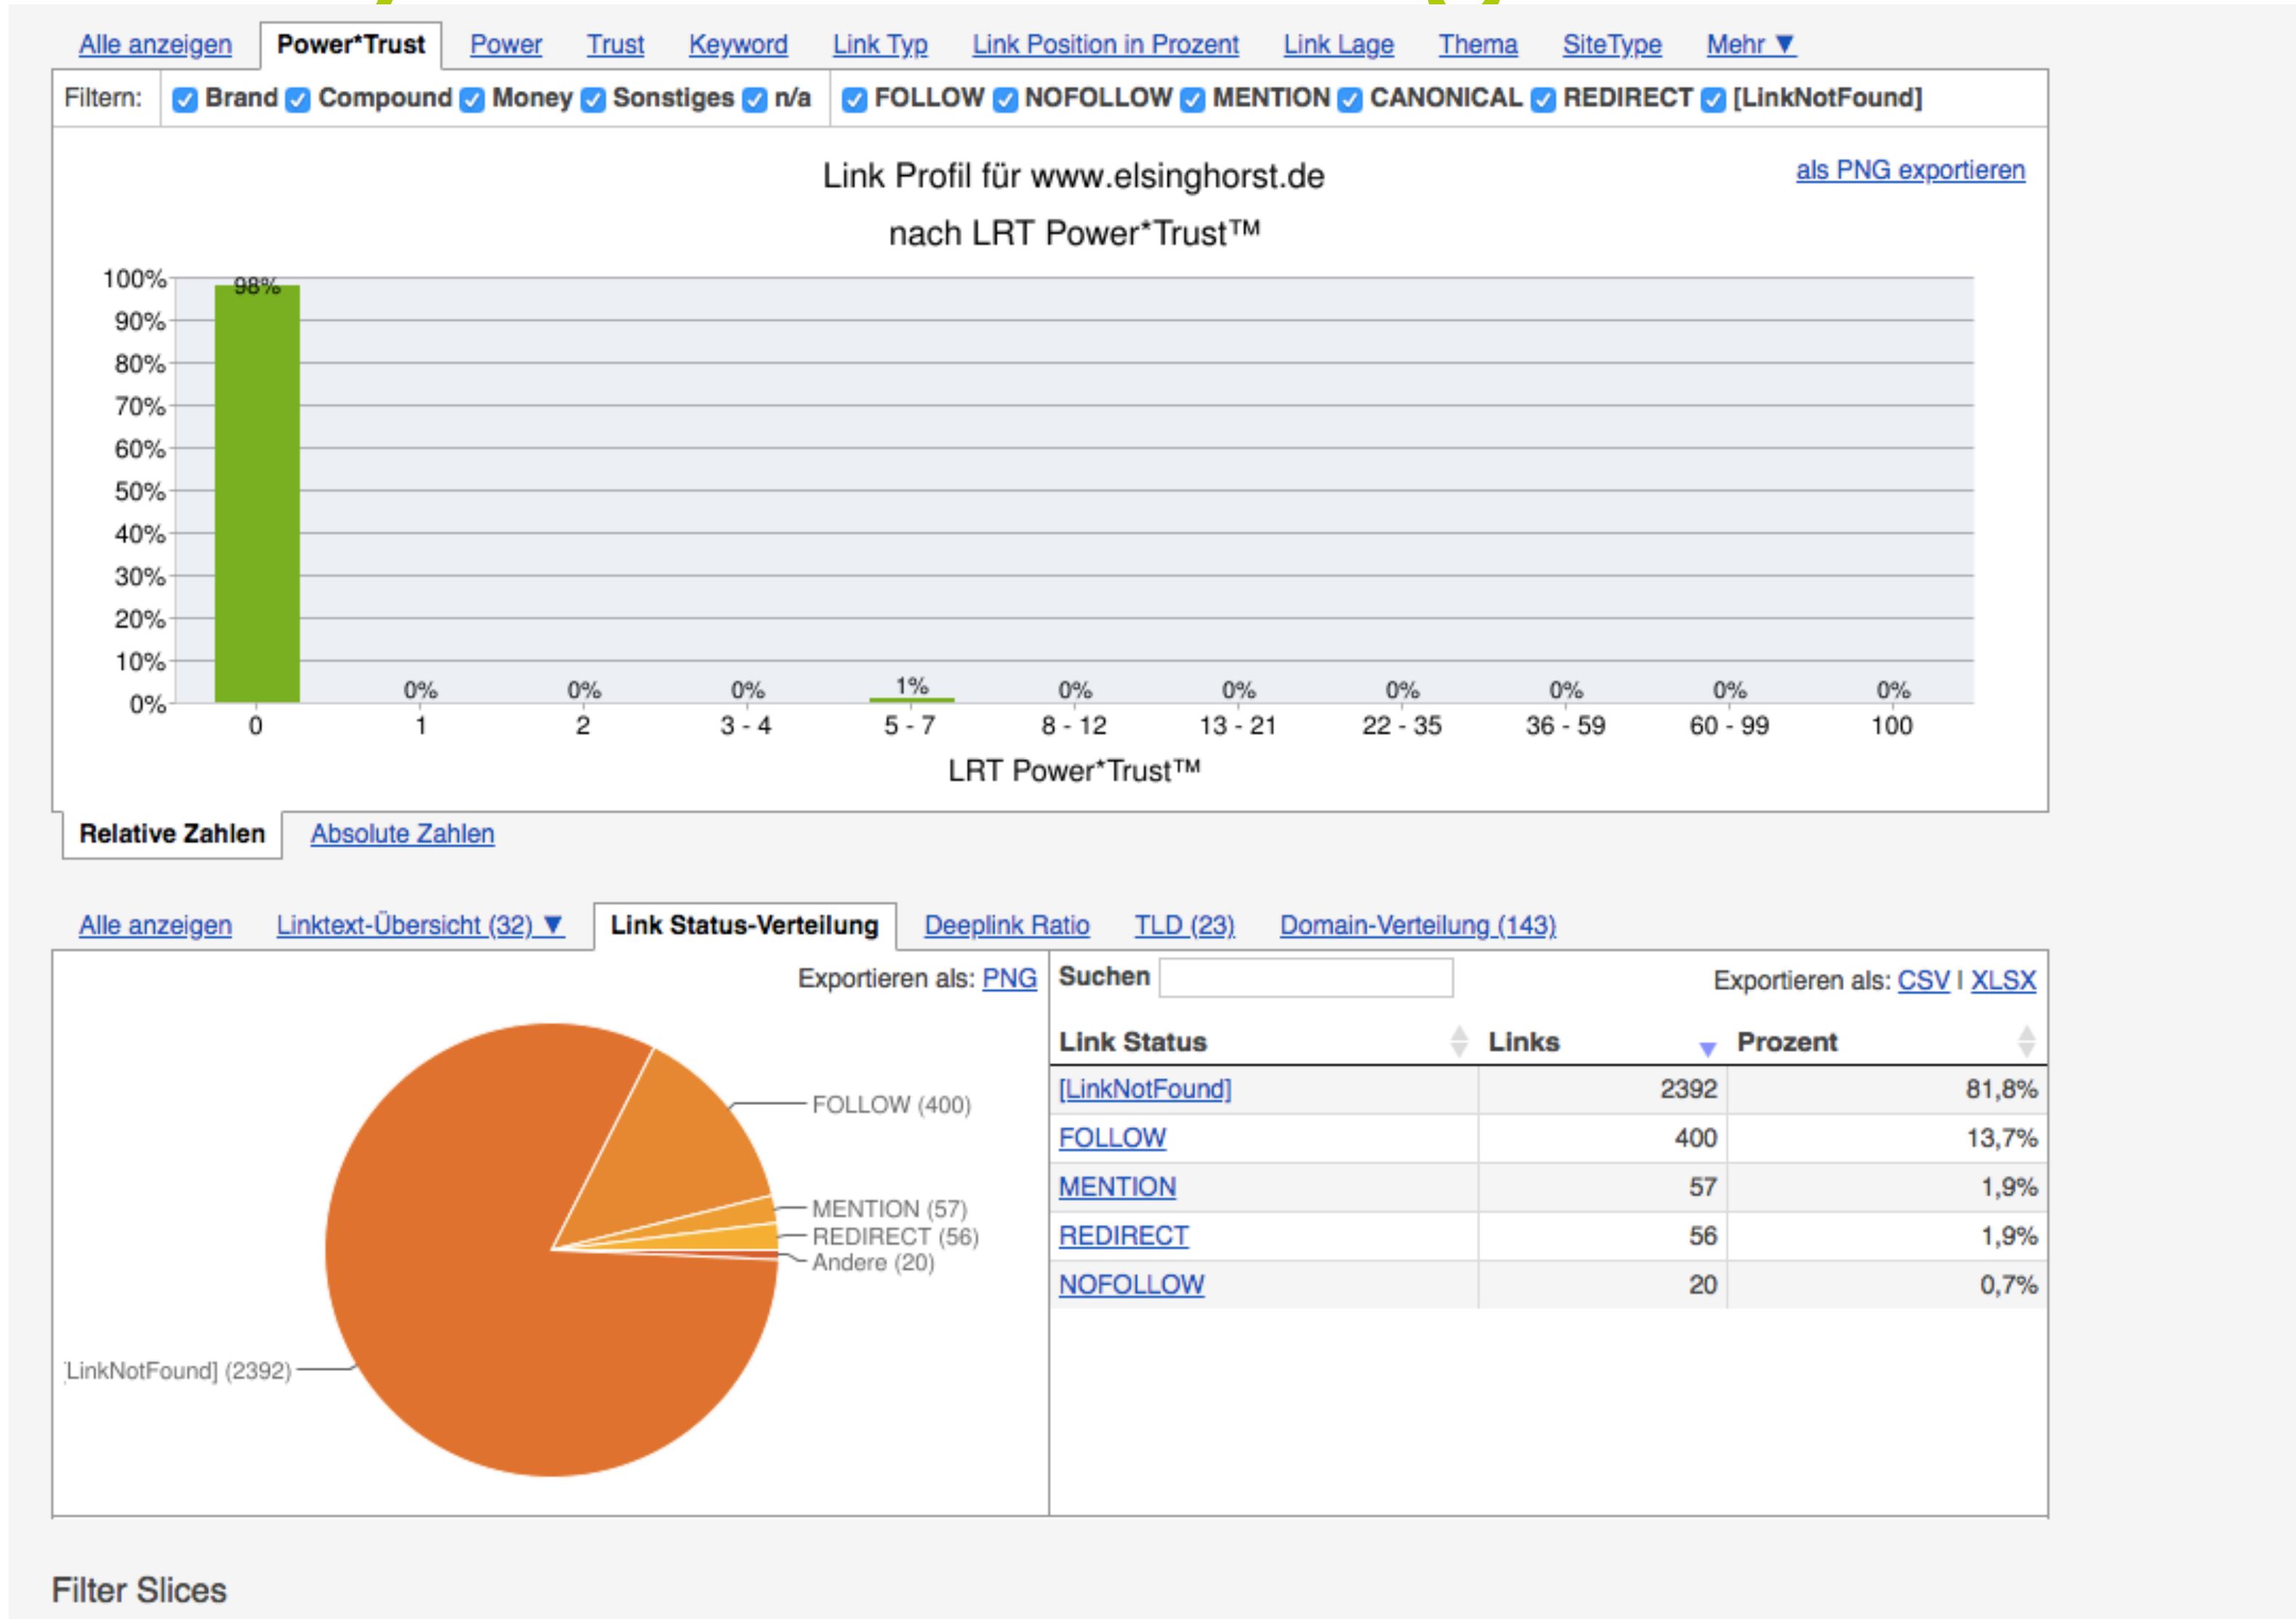 Alle anzeigen Power*Trust Power Trust Keyword Link Typ Link Position in Prozent Link Lage Thema SiteType Mehr ▼
Filtern: Brand Compound Money Sonstiges n/a FOLLOW NOFOLLOW MENTION CANONICAL REDIRECT [LinkNotFound]
Link Profil für www.elsinghorst.de
als PNG exportieren
nach LRT Power*Trust™
100%
90%
80%
70%
60%
50%
40%
30%
20%
10%
0%
98% 0% 0% 0% 1% 0% 0% 0% 0% 0% 0%
0 1 2 3 - 4 5 - 7 8 - 12 13 - 21 22 - 35 36 - 59 60 - 99 100
LRT Power*Trust™
Relative Zahlen Absolute Zahlen
Alle anzeigen Linktext-Übersicht (32) ▼ Link Status-Verteilung Deeplink Ratio TLD (23) Domain-Verteilung (143)
Exportieren als: PNG
FOLLOW (400)
MENTION (57)
REDIRECT (56)
Andere (20)
LinkNotFound] (2392)
Suchen Exportieren als: CSV | XLSX
Link Status Links Prozent
[LinkNotFound] 2392 81,8%
FOLLOW 400 13,7%
MENTION 57 1,9%
REDIRECT 56 1,9%
NOFOLLOW 20 0,7%
Filter Slices